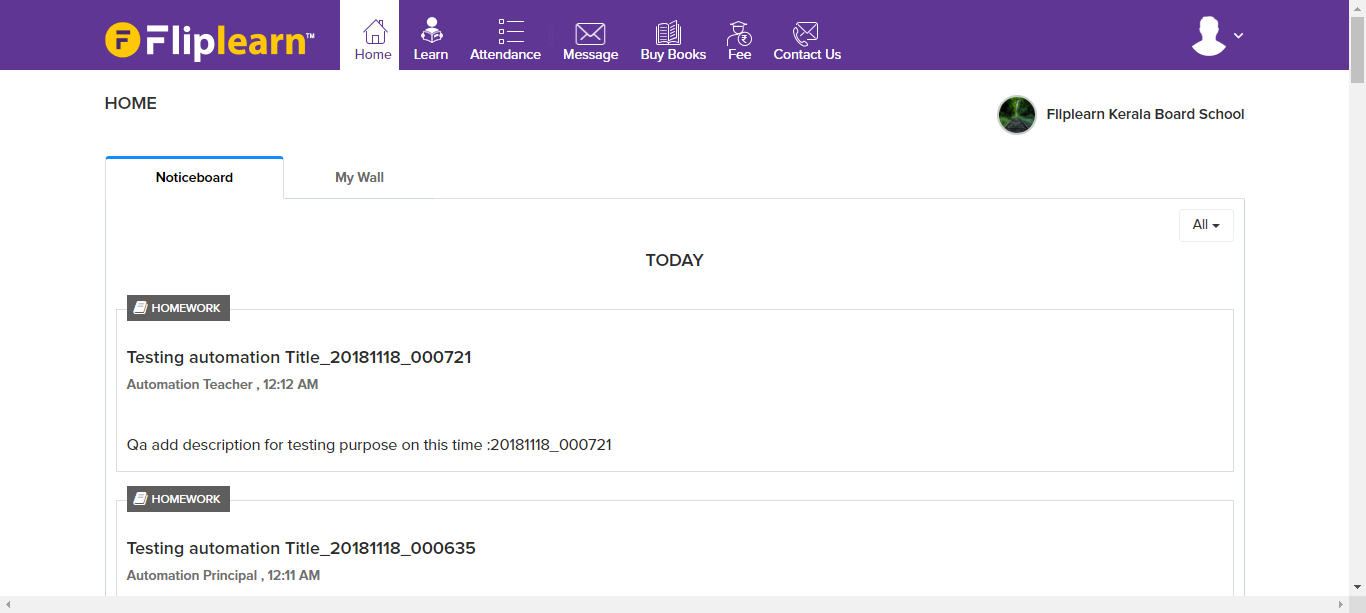 Fliplearn™
Home
Learn
Attendance
Message
Buy Books
Fee
Contact Us
HOME
Fliplearn Kerala Board School
Noticeboard
My Wall
All
TODAY
HOMEWORK
Testing automation Title_20181118_000721
Automation Teacher , 12:12 AM
Qa add description for testing purpose on this time :20181118_000721
HOMEWORK
Testing automation Title_20181118_000635
Automation Principal , 12:11 AM